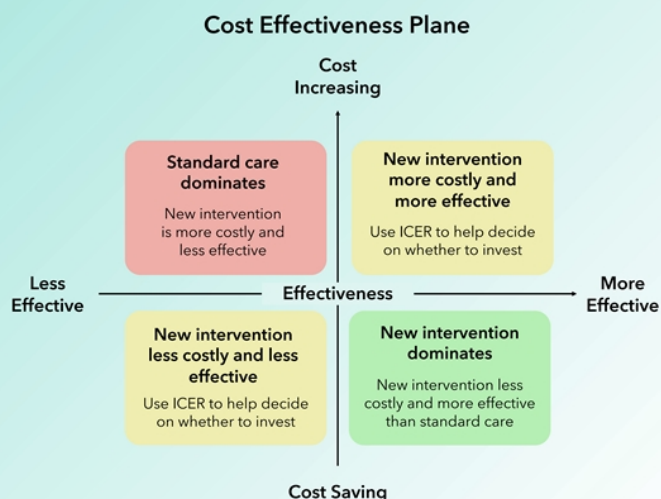 Cost Effectiveness Plane
Cost
Increasing
Standard care
dominates
New intervention
is more costly and
less effective
New intervention
more costly and
more effective
Use ICER to help decide
on whether to invest
Less
Effective
Effectiveness
More
Effective
New intervention
less costly and less
effective
Use ICER to help decide
on whether to invest
New intervention
dominates
New intervention less
costly and more effective
than standard care
Cost Saving